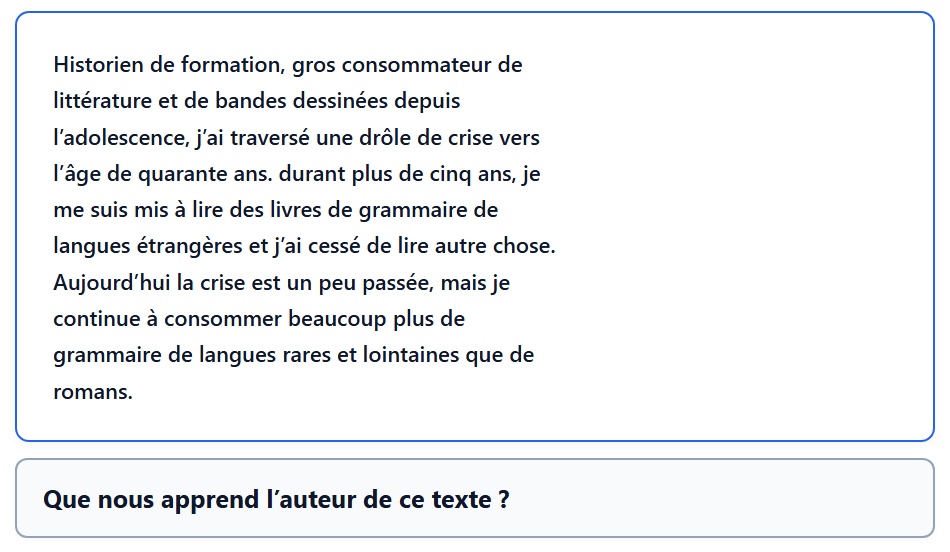 Historien de formation, gros consommateur de
littérature et de bandes dessinées depuis
l’adolescence, j’ai traversé une drôle de crise vers
l’âge de quarante ans. durant plus de cinq ans, je
me suis mis à lire des livres de grammaire de
langues étrangères et j’ai cessé de lire autre chose.
Aujourd’hui la crise est un peu passée, mais je
continue à consommer beaucoup plus de
grammaire de langues rares et lointaines que de
romans.
Que nous apprend l’auteur de ce texte ?